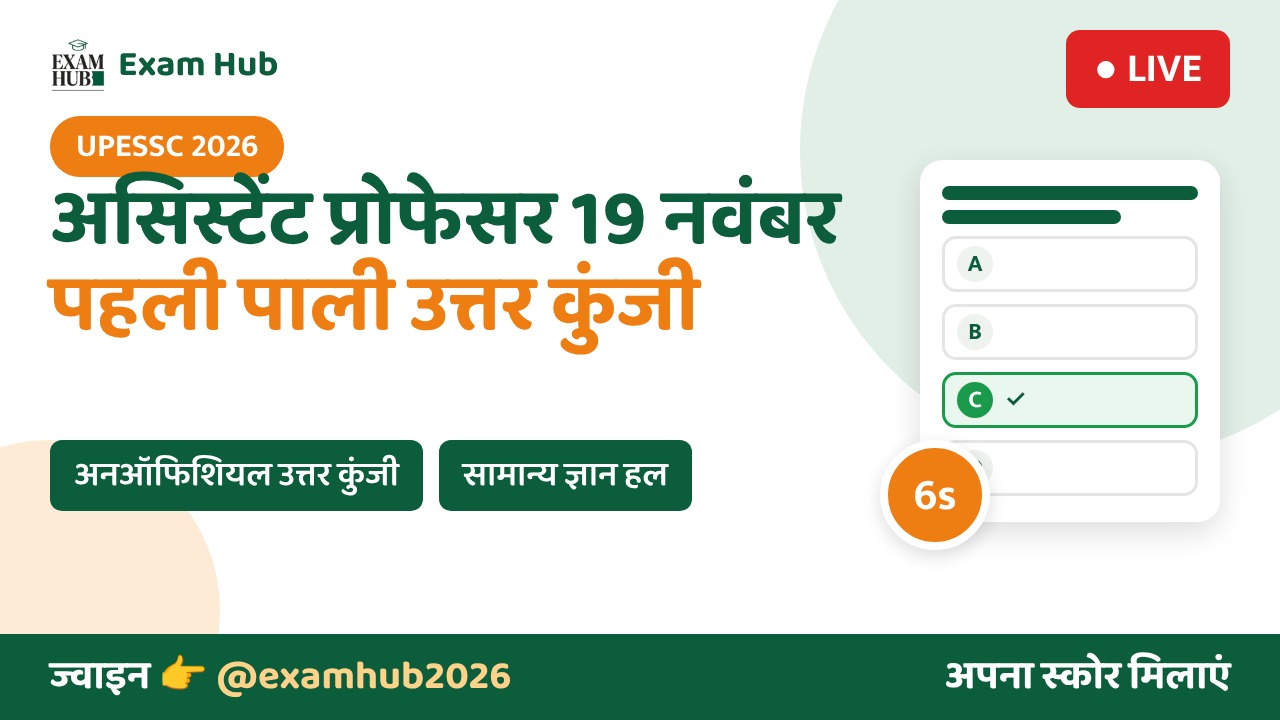 EXAM
HUB
Exam Hub
LIVE
UPESSC 2026
असिस्टेंट प्रोफेसर 19 नवंबर
पहली पाली उत्तर कुंजी
A
B
C
6s
अनऑफिशियल उत्तर कुंजी
सामान्य ज्ञान हल
ज्वाइन 👉 @examhub2026
अपना स्कोर मिलाएं